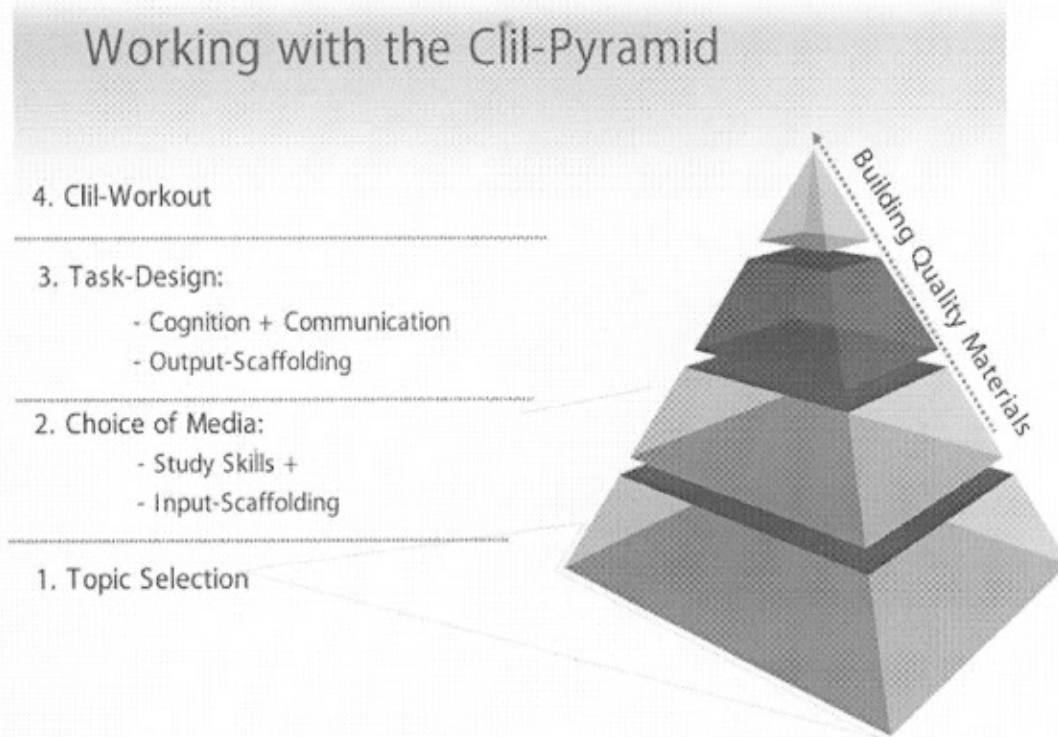 Working with the Clil-Pyramid
4. Clil-Workout
3. Task-Design:
- Cognition + Communication
- Output-Scaffolding
2. Choice of Media:
- Study Skills +
- Input-Scaffolding
1. Topic Selection
Building Quality Materials